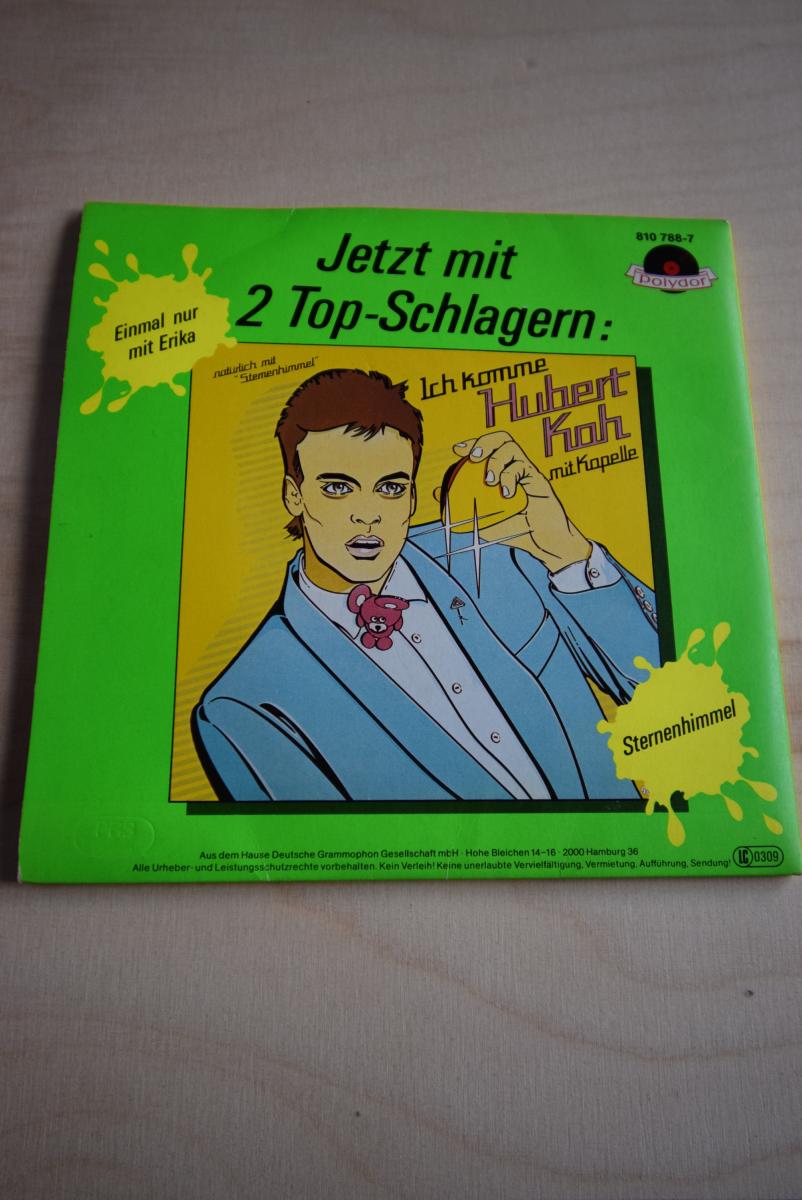 810 788-7
polydor
Jetzt mit
2 Top-Schlagern:
Einmal nur
mit Erika
natürlich mit
"Sternenhimmel"
Ich komme
Hubert
Kah
mit Kapelle
Sternenhimmel
Aus dem Hause Deutsche Grammophon Gesellschaft mbH · Hohe Bleichen 14–16 · 2000 Hamburg 36
Alle Urheber- und Leistungsschutzrechte vorbehalten. Kein Verleih! Keine unerlaubte Vervielfältigung, Vermietung, Aufführung, Sendung!
LC 0309